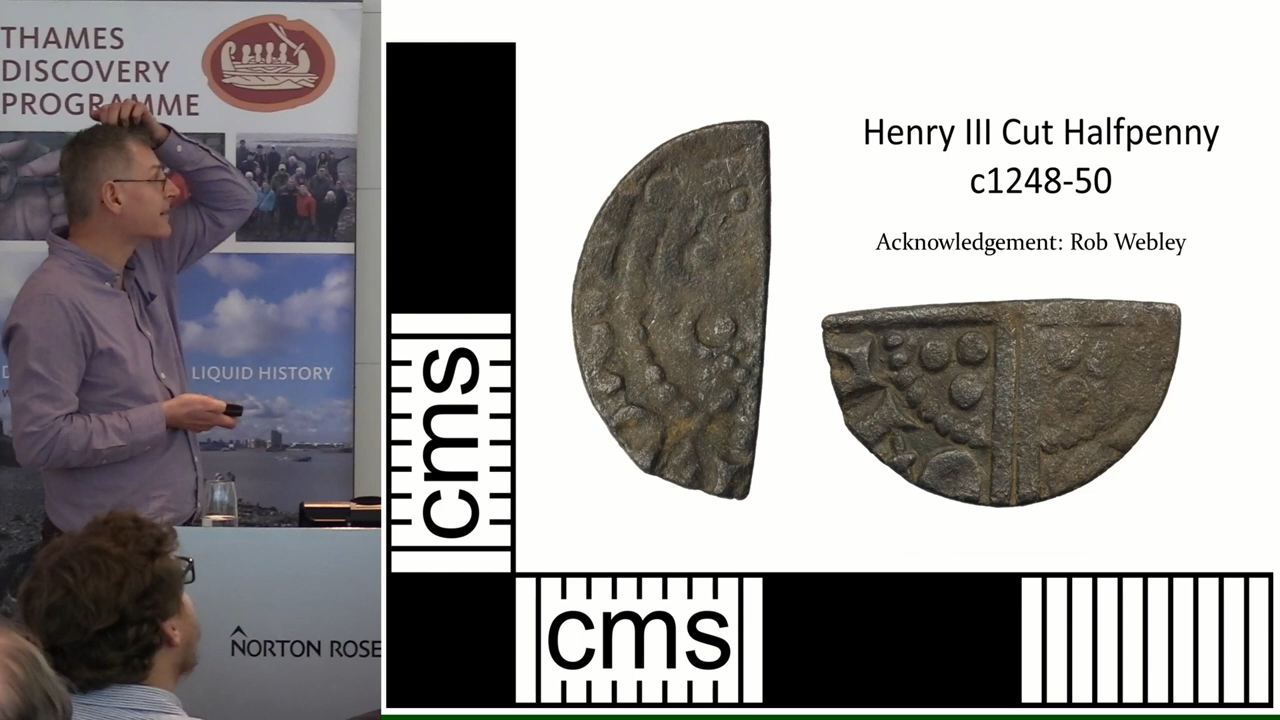 THAMES
DISCOVERY
PROGRAMME
LIQUID HISTORY
NORTON ROSE
Henry III Cut Halfpenny
c1248-50
Acknowledgement: Rob Webley
cms
cms